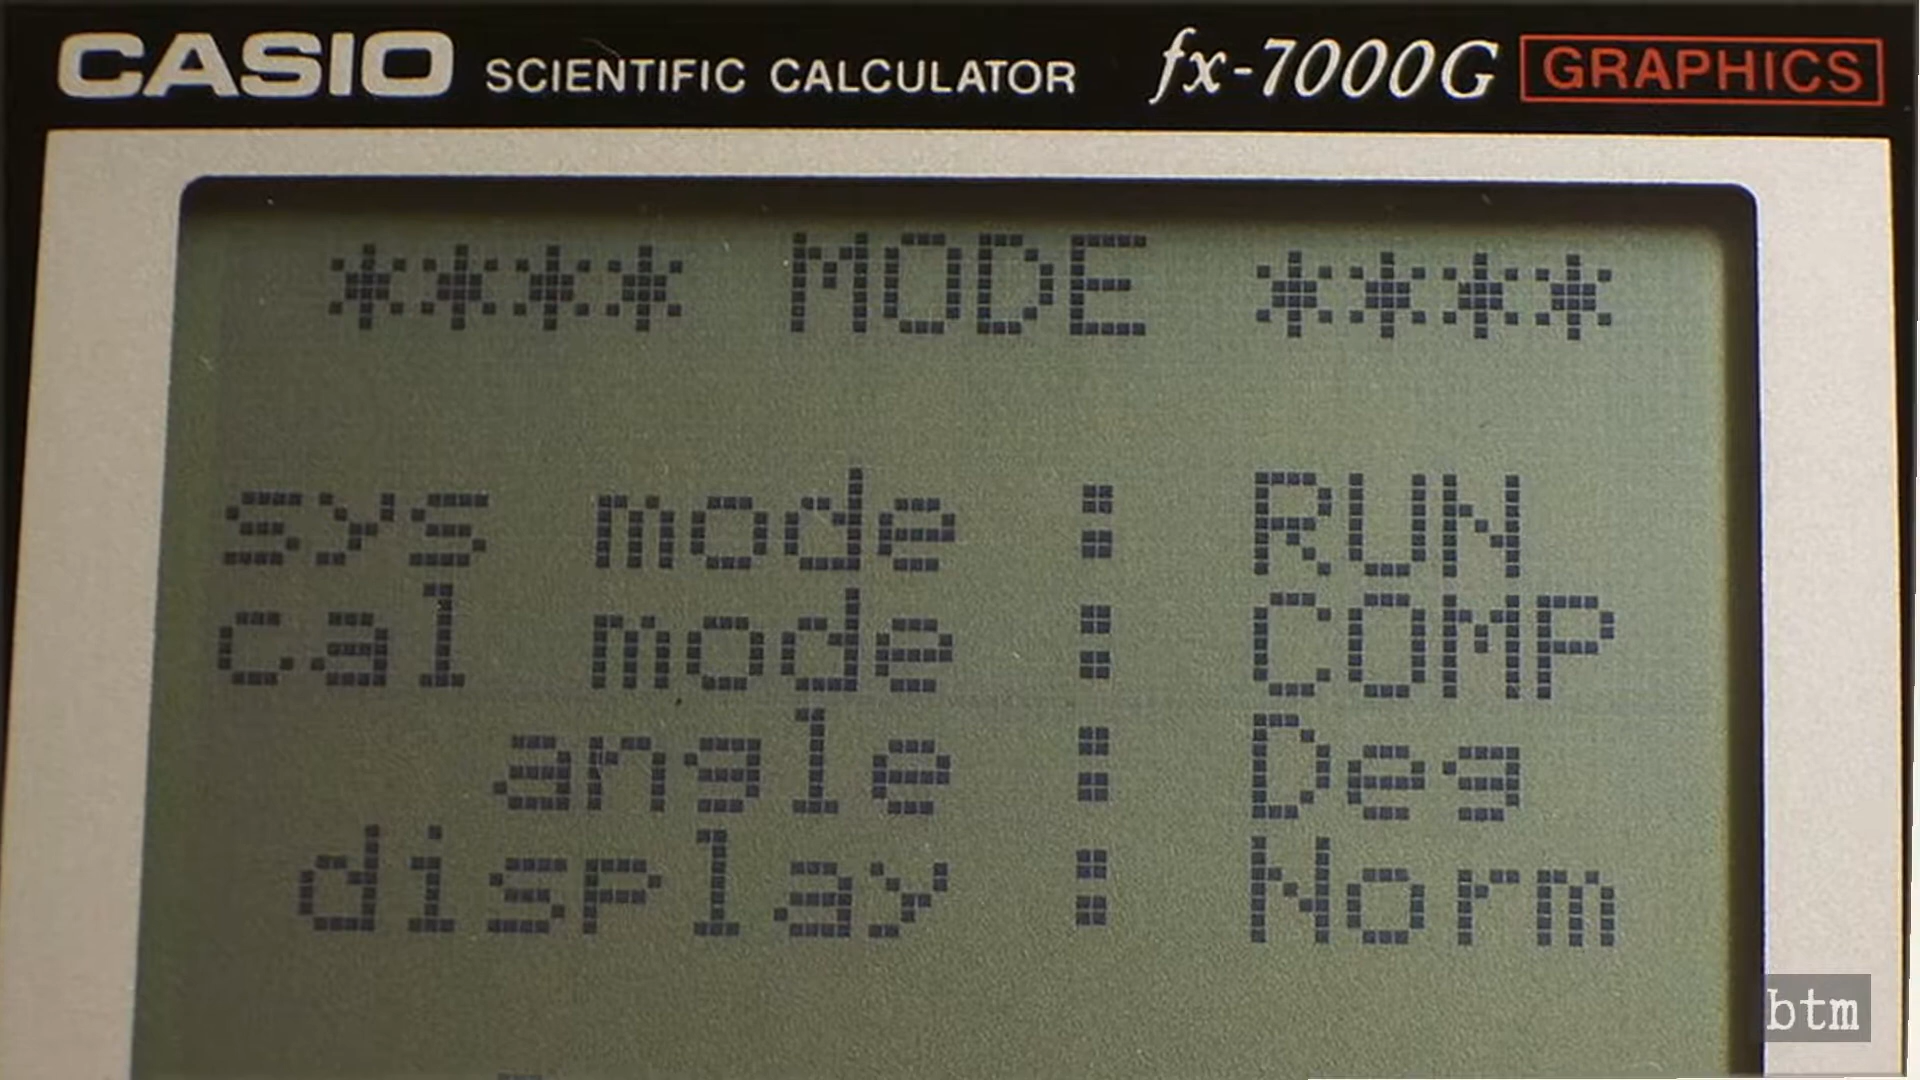 CASIO SCIENTIFIC CALCULATOR fx-7000G GRAPHICS
**** MODE ****
sys mode : RUN
cal mode : COMP
angle : Deg
display : Norm
btm